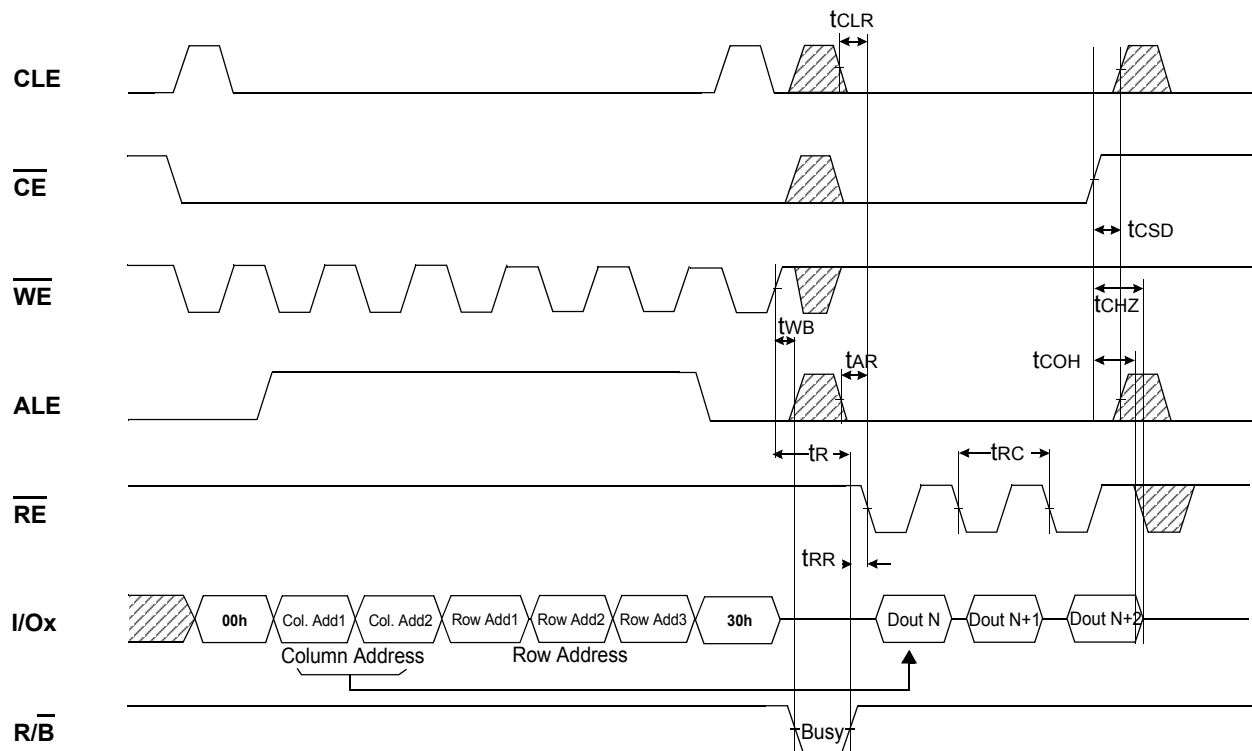 tCLR
CLE
CE
tCSD
WE
tCHZ
tWB
tAR
tCOH
ALE
tR
tRC
RE
tRR
I/Ox
00h Col. Add1 Col. Add2 Row Add1 Row Add2 Row Add3 30h Dout N Dout N+1 Dout N+2
Column Address Row Address
R/B
Busy